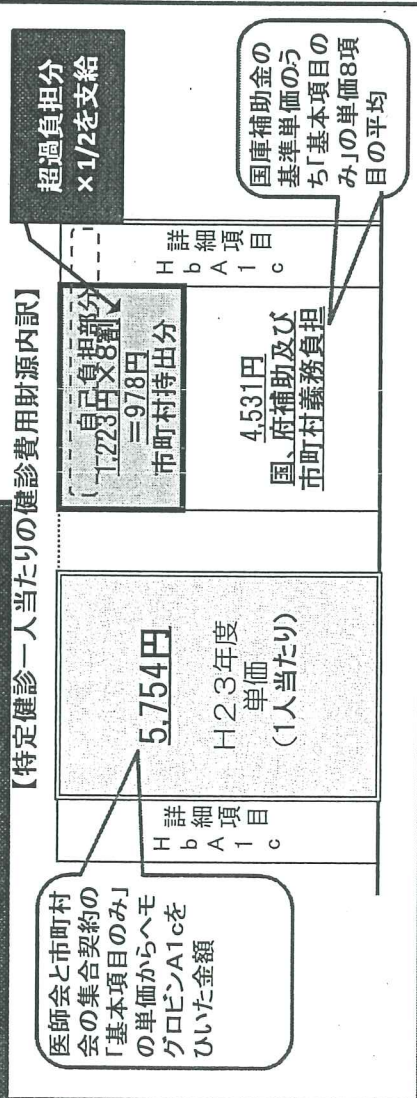 【特定健診一人当たりの健診費用財源内訳】
医師会と市町村
会の集合契約の
「基本項目のみ」
の単価からヘモ
グロビンA1cを
ひいた金額
HbA1c
詳細項目
5,754円
H23年度
単価
(1人当たり)
自己負担部分
1,223円×8割
=978円
市町村持出分
4,531円
国、府補助及び
市町村義務負担
HbA1c
詳細項目
超過負担分
×1/2を支給
国庫補助金の
基準単価のう
ち「基本項目の
み」の単価8項
目の平均